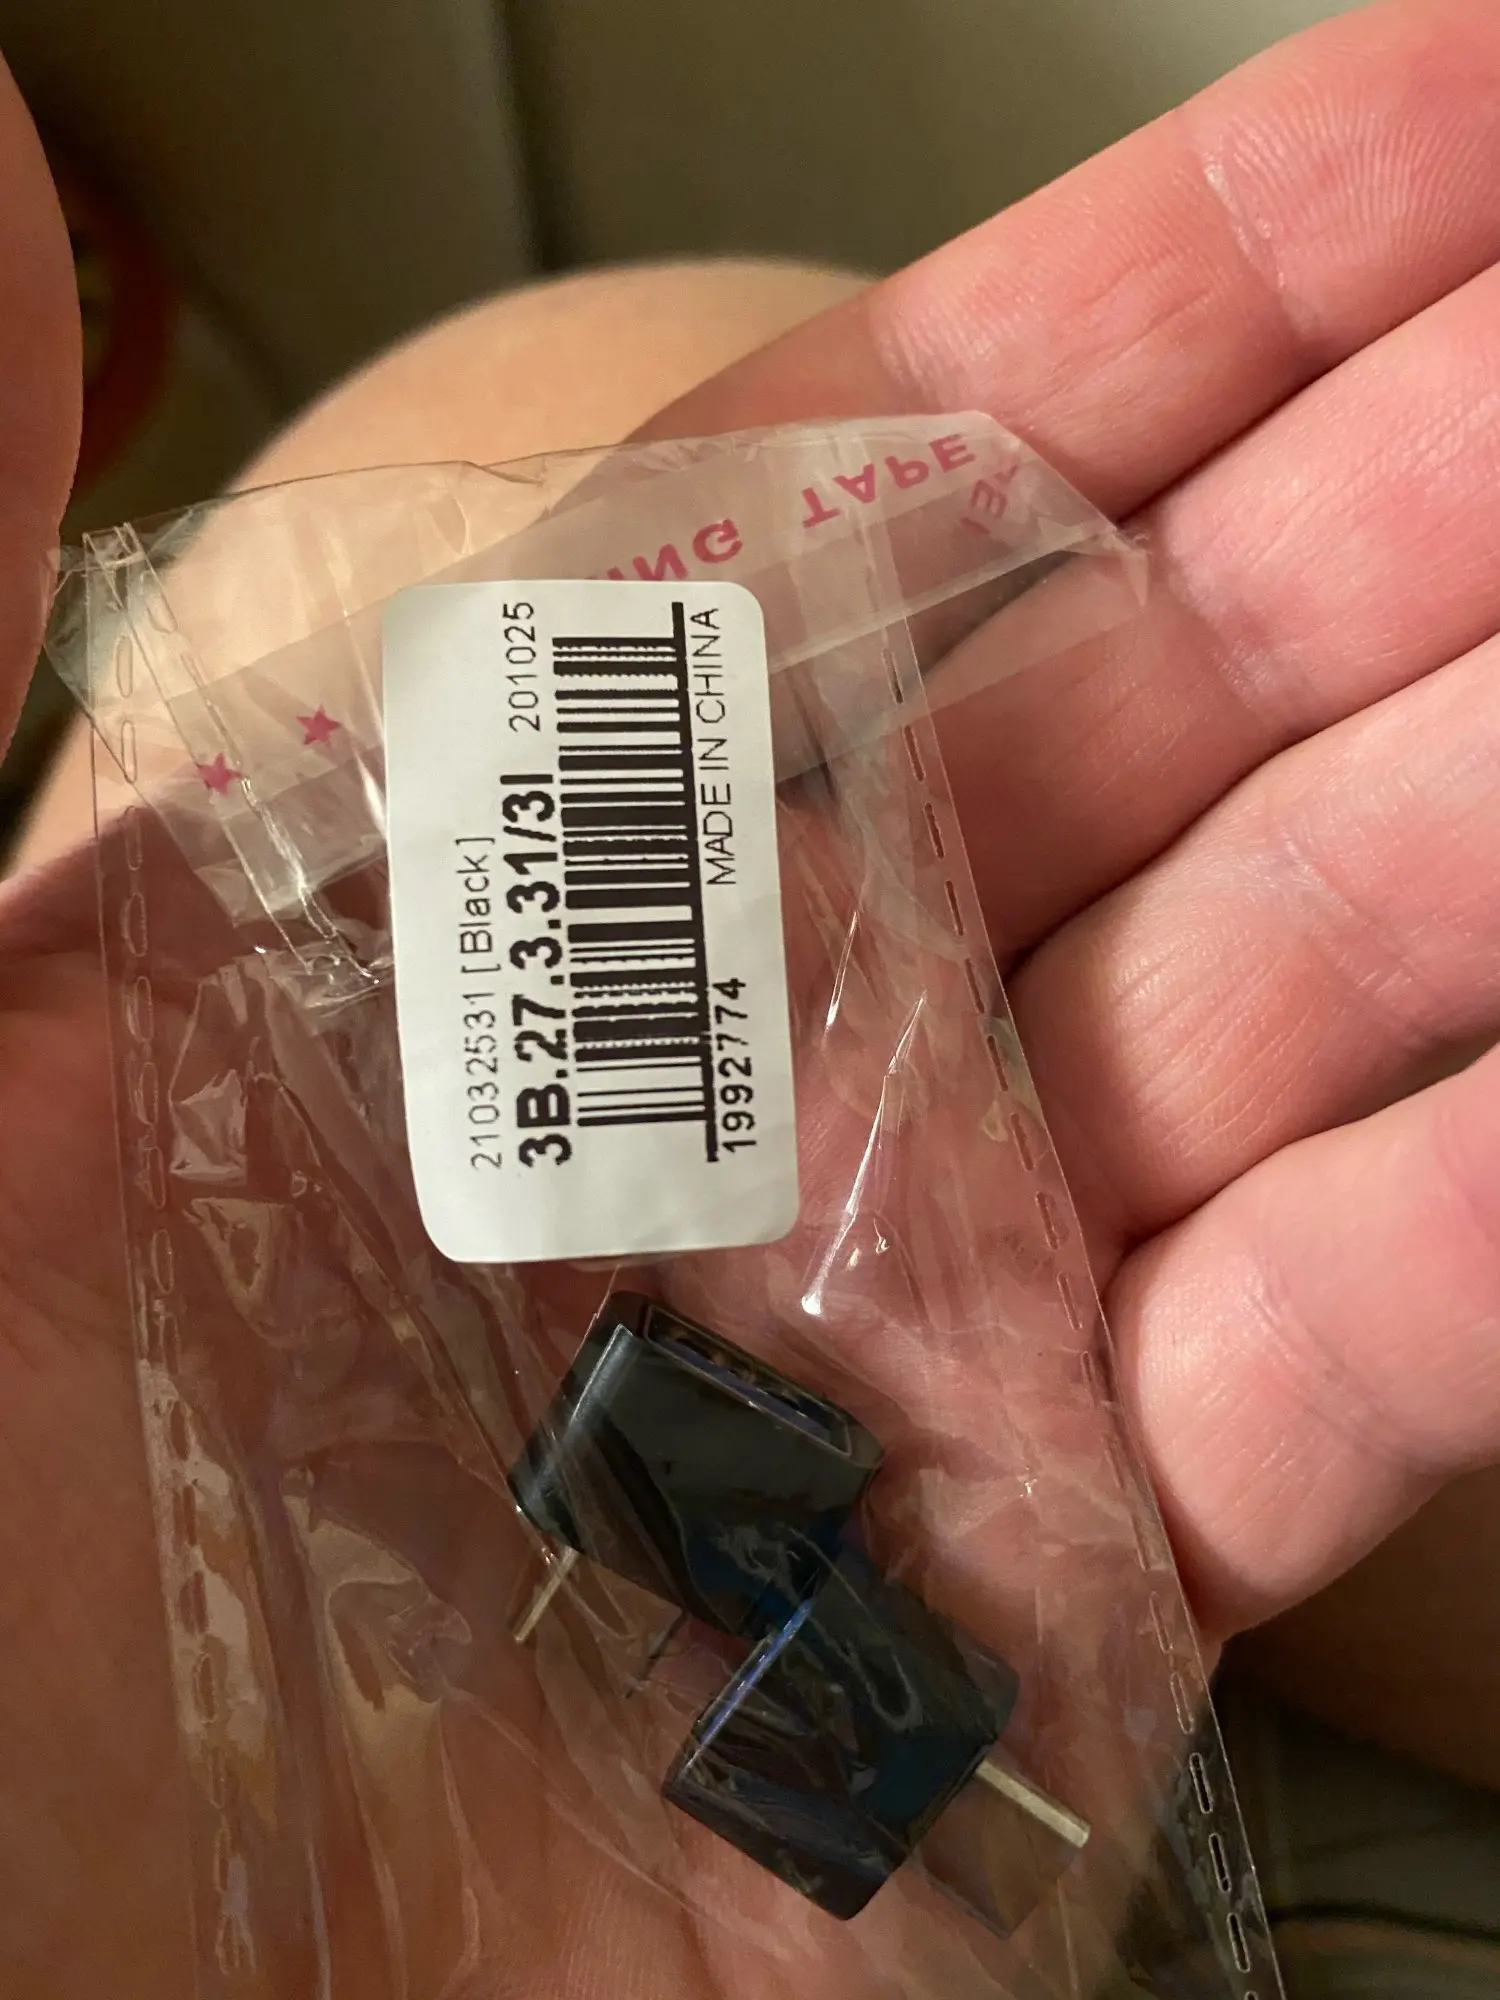 21032531 [Black]
3B.27.3.31/3I 201025
1992774 MADE IN CHINA
TAPE